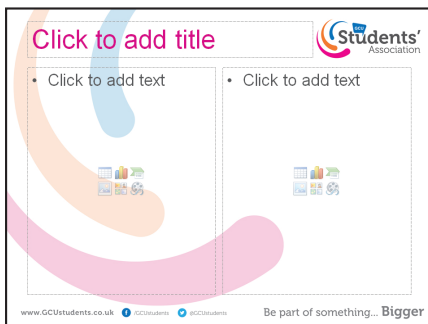 Click to add title
GCU
Students'
Association
• Click to add text
• Click to add text
www.GCUstudents.co.uk /GCUstudents @GCUstudents
Be part of something... Bigger